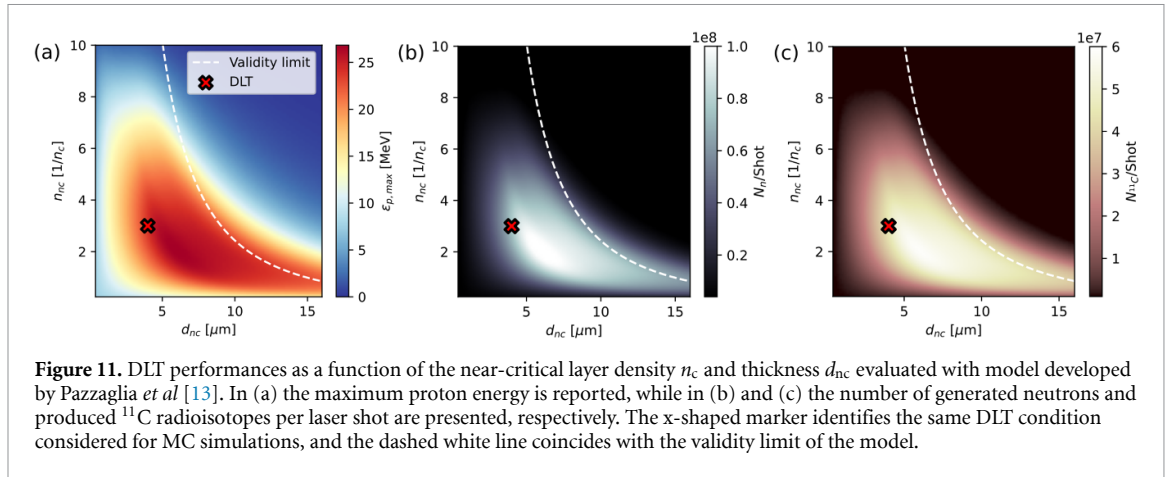 (a)
10
8
6
4
2
n_nc [1/n_c]
5
10
15
d_nc [μm]
Validity limit
DLT
25
20
15
10
5
0
ε_p,max [MeV]
(b)
10
8
6
4
2
n_nc [1/n_c]
5
10
15
d_nc [μm]
1e8
1.0
0.8
0.6
0.4
0.2
N_n/Shot
(c)
10
8
6
4
2
n_nc [1/n_c]
5
10
15
d_nc [μm]
1e7
6
5
4
3
2
1
N_¹¹C/Shot
Figure 11. DLT performances as a function of the near-critical layer density n_c and thickness d_nc evaluated with model developed
by Pazzaglia et al [13]. In (a) the maximum proton energy is reported, while in (b) and (c) the number of generated neutrons and
produced ¹¹C radioisotopes per laser shot are presented, respectively. The x-shaped marker identifies the same DLT condition
considered for MC simulations, and the dashed white line coincides with the validity limit of the model.